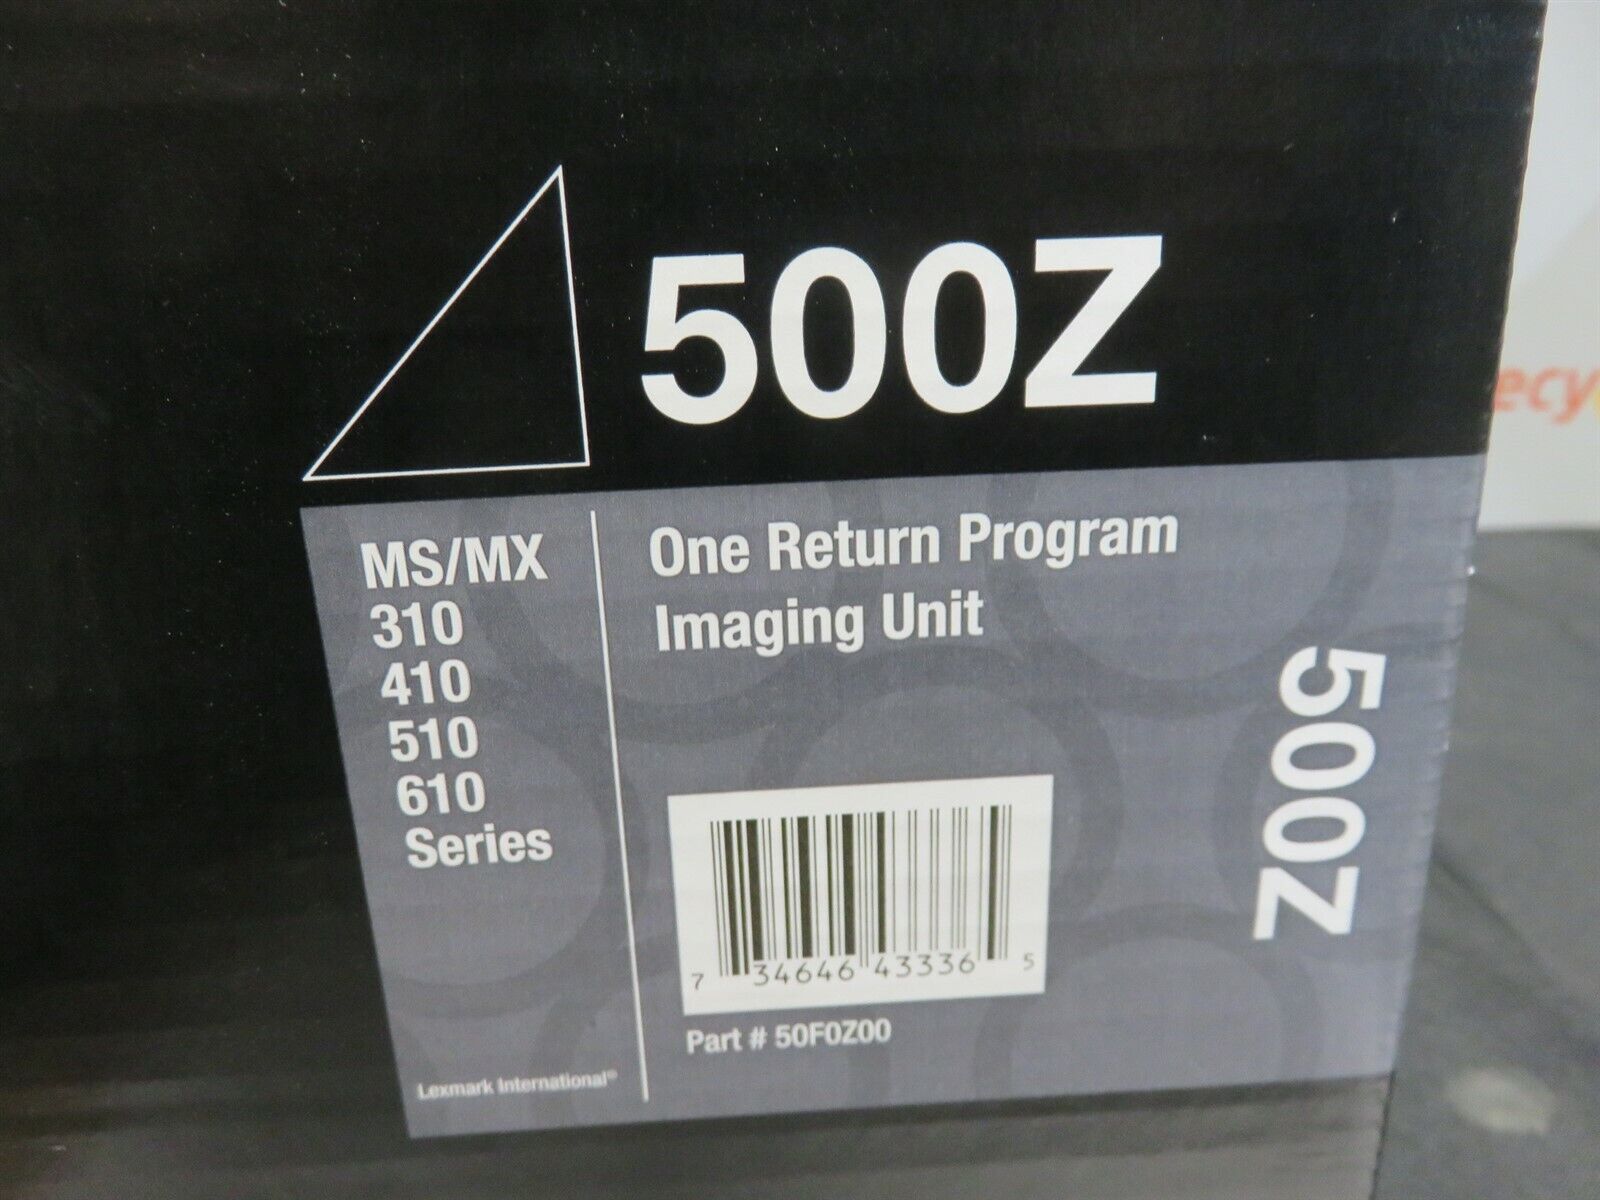 500Z
MS/MX
310
410
510
610
Series
One Return Program
Imaging Unit
7 34646 43336 5
Part # 50F0Z00
Lexmark International®
500Z
ecy